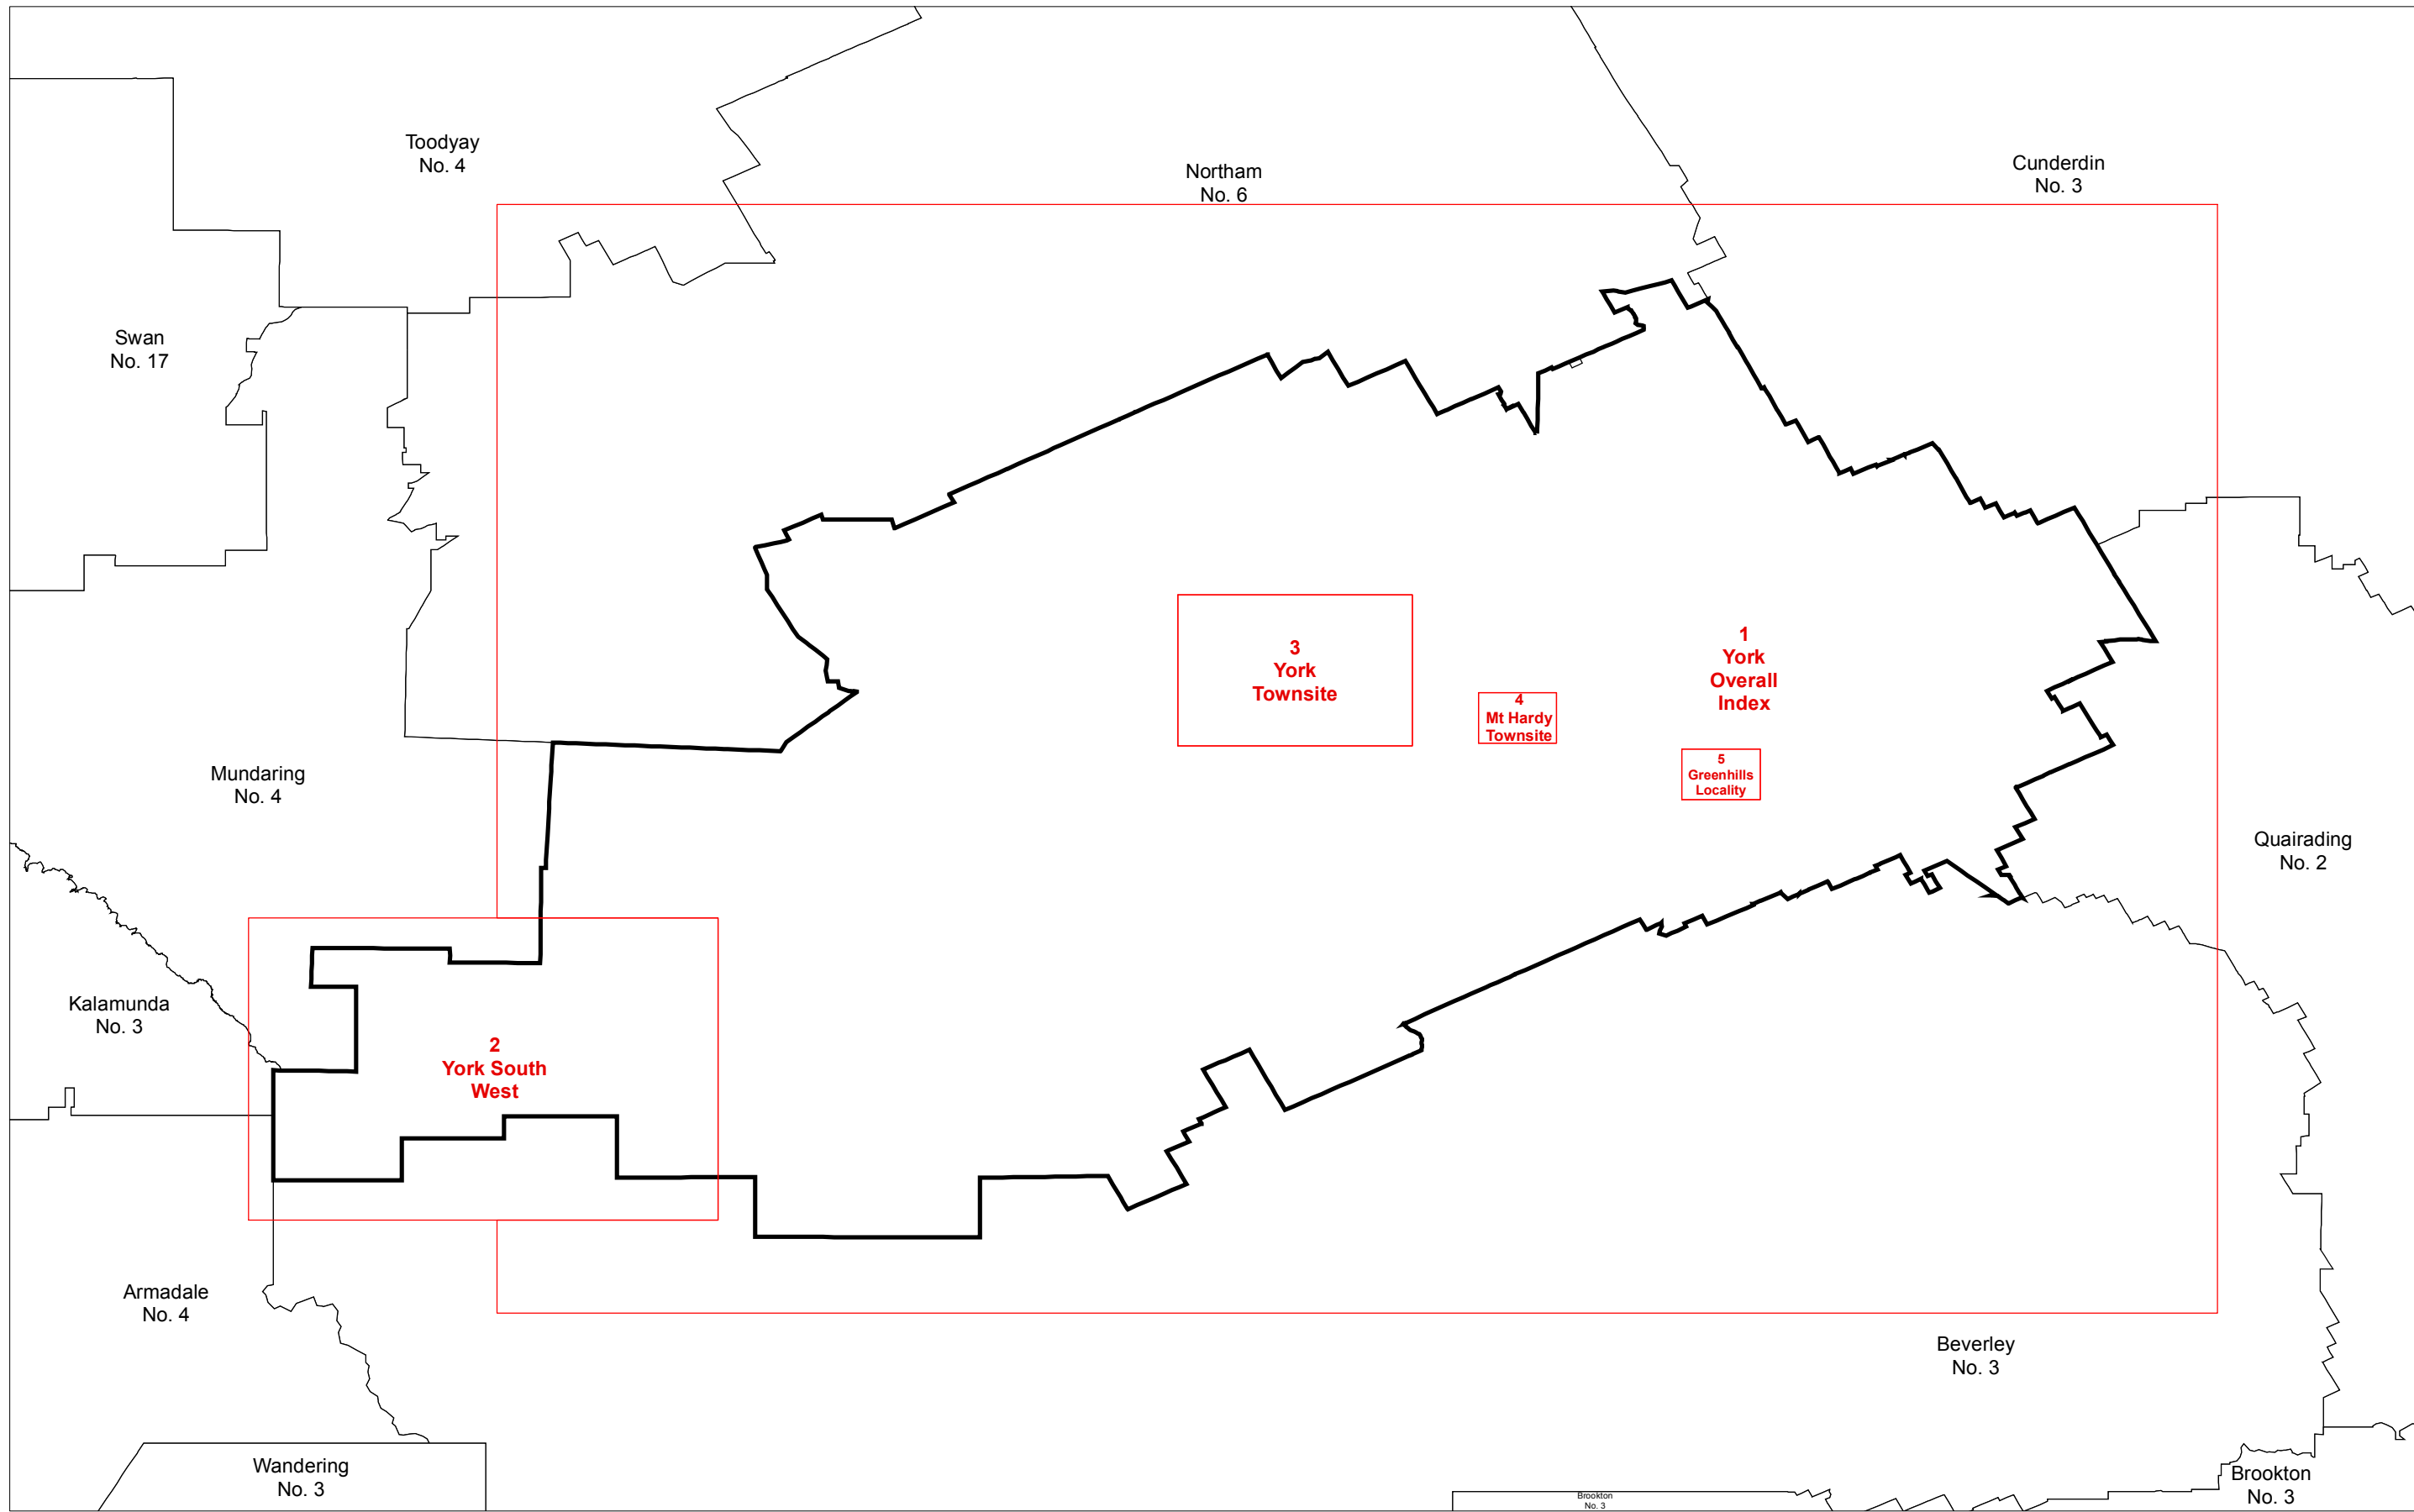 Toodyay
No. 4
Northam
No. 6
Cunderdin
No. 3
Swan
No. 17
3
York
Townsite
1
York
Overall
Index
4
Mt Hardy
Townsite
5
Greenhills
Locality
Mundaring
No. 4
Quairading
No. 2
Kalamunda
No. 3
2
York South
West
Armadale
No. 4
Beverley
No. 3
Wandering
No. 3
Brookton
No. 3
Brookton
No. 3